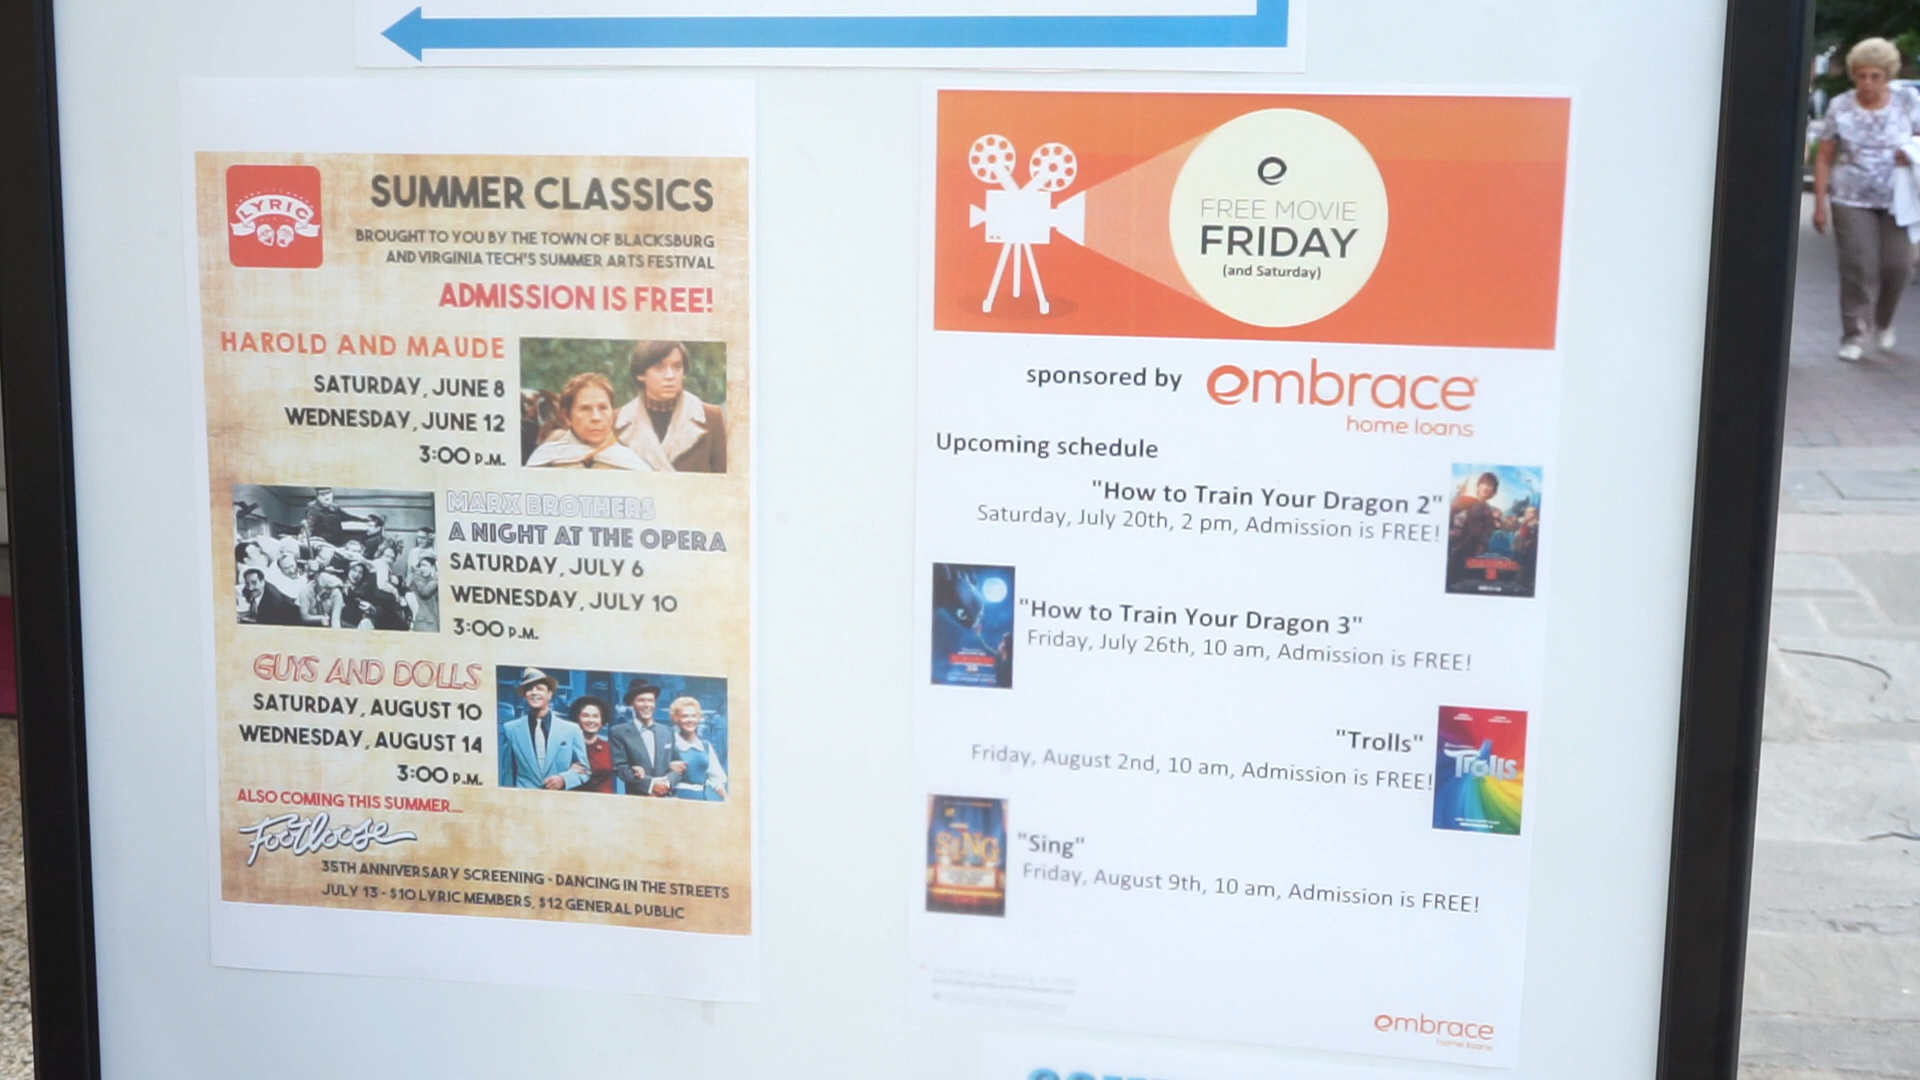 LYRIC
SUMMER CLASSICS
BROUGHT TO YOU BY THE TOWN OF BLACKSBURG
AND VIRGINIA TECH'S SUMMER ARTS FESTIVAL
ADMISSION IS FREE!
HAROLD AND MAUDE
SATURDAY, JUNE 8
WEDNESDAY, JUNE 12
3:00 P.M.
MARX BROTHERS
A NIGHT AT THE OPERA
SATURDAY, JULY 6
WEDNESDAY, JULY 10
3:00 P.M.
GUYS AND DOLLS
SATURDAY, AUGUST 10
WEDNESDAY, AUGUST 14
3:00 P.M.
ALSO COMING THIS SUMMER...
Footloose
35TH ANNIVERSARY SCREENING - DANCING IN THE STREETS
JULY 13 - $10 LYRIC MEMBERS, $12 GENERAL PUBLIC
e
FREE MOVIE
FRIDAY
(and Saturday)
sponsored by embrace
home loans
Upcoming schedule
"How to Train Your Dragon 2"
Saturday, July 20th, 2 pm, Admission is FREE!
"How to Train Your Dragon 3"
Friday, July 26th, 10 am, Admission is FREE!
"Trolls"
Friday, August 2nd, 10 am, Admission is FREE!
Trolls
"Sing"
SING
Friday, August 9th, 10 am, Admission is FREE!
embrace
home loans